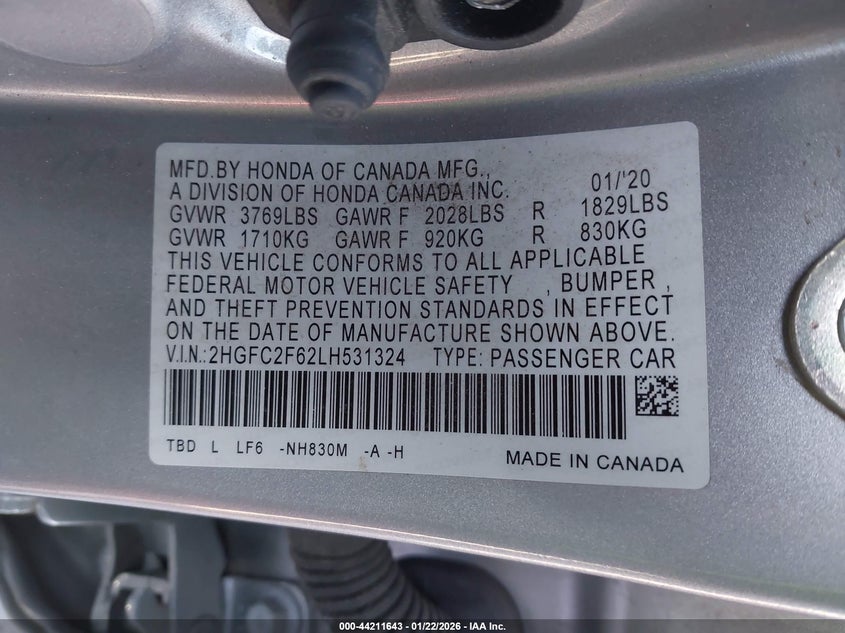 MFD.BY HONDA OF CANADA MFG.,
A DIVISION OF HONDA CANADA INC. 01/'20
GVWR 3769LBS GAWR F 2028LBS R 1829LBS
GVWR 1710KG GAWR F 920KG R 830KG
THIS VEHICLE CONFORMS TO ALL APPLICABLE
FEDERAL MOTOR VEHICLE SAFETY , BUMPER ,
AND THEFT PREVENTION STANDARDS IN EFFECT
ON THE DATE OF MANUFACTURE SHOWN ABOVE.
V.I.N.:2HGFC2F62LH531324 TYPE: PASSENGER CAR
TBD L LF6 -NH830M -A -H MADE IN CANADA
000-44211643 - 01/22/2026 - IAA Inc.